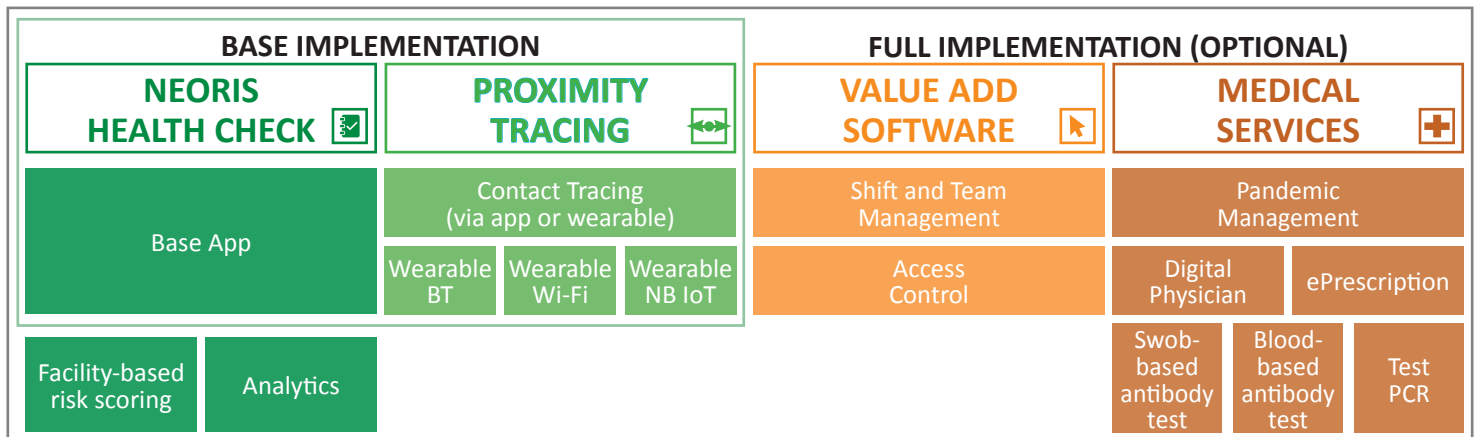 BASE IMPLEMENTATION
FULL IMPLEMENTATION (OPTIONAL)
NEORIS
HEALTH CHECK
PROXIMITY
TRACING
VALUE ADD
SOFTWARE
MEDICAL
SERVICES
Base App
Contact Tracing
(via app or wearable)
Wearable
BT
Wearable
Wi-Fi
Wearable
NB IoT
Shift and Team
Management
Access
Control
Pandemic
Management
Digital
Physician
ePrescription
Facility-based
risk scoring
Analytics
Swob-
based
antibody
test
Blood-
based
antibody
test
Test
PCR